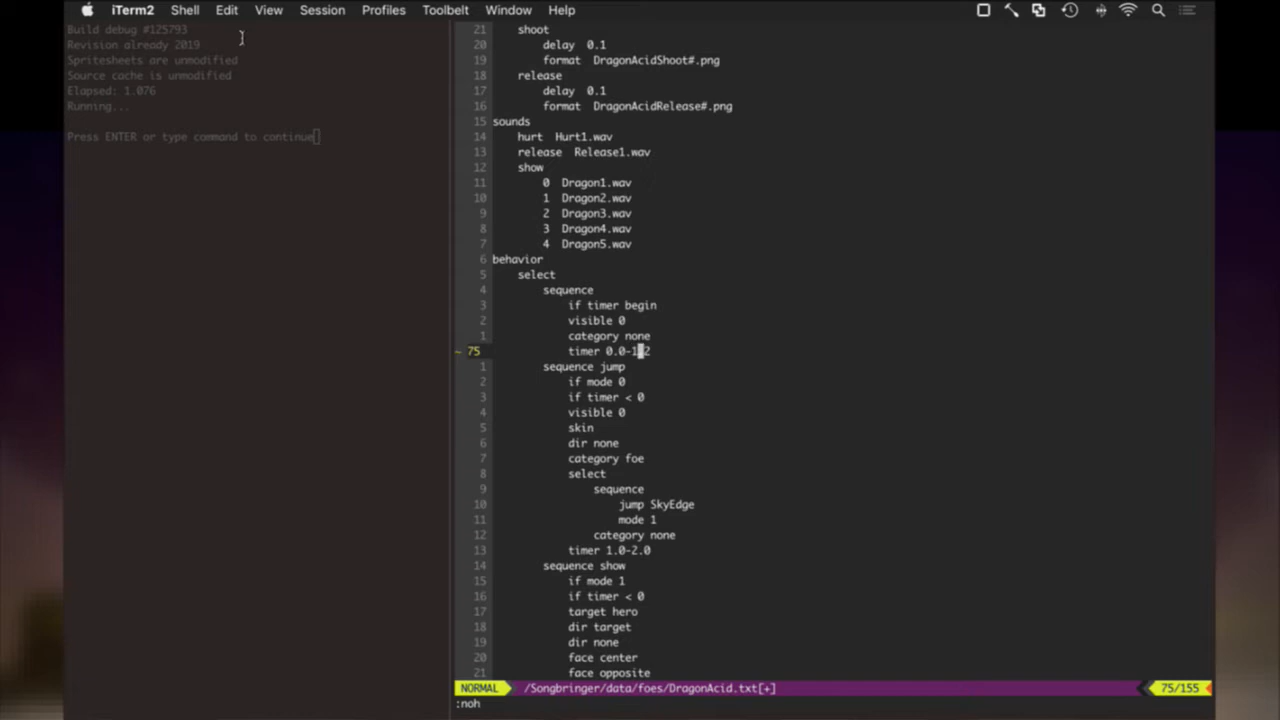 iTerm2 Shell Edit View Session Profiles Toolbelt Window Help
Build debug #125793
Revision already 2019
Spritesheets are unmodified
Source cache is unmodified
Elapsed: 1.076
Running...
Press ENTER or type command to continue
21 shoot
20 delay 0.1
19 format DragonAcidShoot#.png
18 release
17 delay 0.1
16 format DragonAcidRelease#.png
15 sounds
14 hurt Hurt1.wav
13 release Release1.wav
12 show
11 0 Dragon1.wav
10 1 Dragon2.wav
9 2 Dragon3.wav
8 3 Dragon4.wav
7 4 Dragon5.wav
6 behavior
5 select
4 sequence
3 if timer begin
2 visible 0
1 category none
~ 75 timer 0.0-1.2
1 sequence jump
2 if mode 0
3 if timer < 0
4 visible 0
5 skin
6 dir none
7 category foe
8 select
9 sequence
10 jump SkyEdge
11 mode 1
12 category none
13 timer 1.0-2.0
14 sequence show
15 if mode 1
16 if timer < 0
17 target hero
18 dir target
19 dir none
20 face center
21 face opposite
NORMAL /Songbringer/data/foes/DragonAcid.txt[+] 75/155
:noh